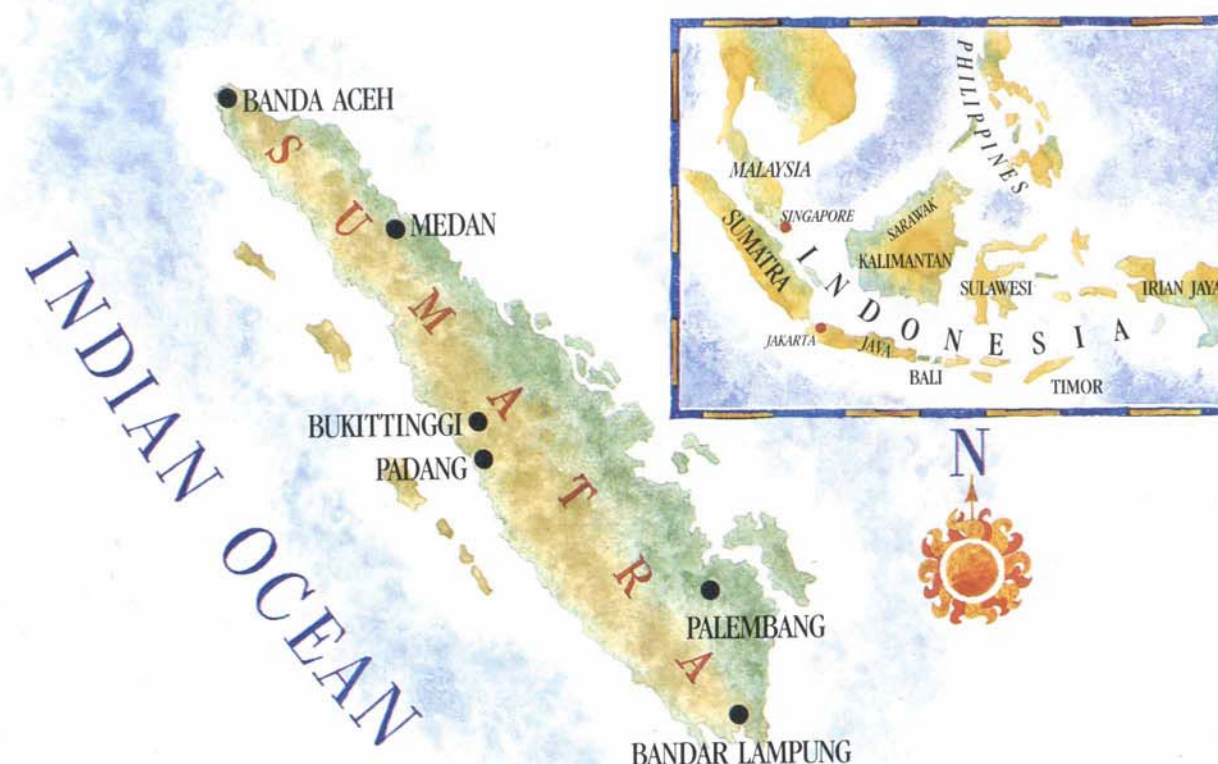 BANDA ACEH
MEDAN
SUMATRA
BUKITTINGGI
PADANG
PALEMBANG
BANDAR LAMPUNG
INDIAN OCEAN
PHILIPPINES
MALAYSIA
SINGAPORE
SUMATRA
SARAWAK
KALIMANTAN
SULAWESI
IRIAN JAYA
INDONESIA
JAKARTA
JAVA
BALI
TIMOR
N